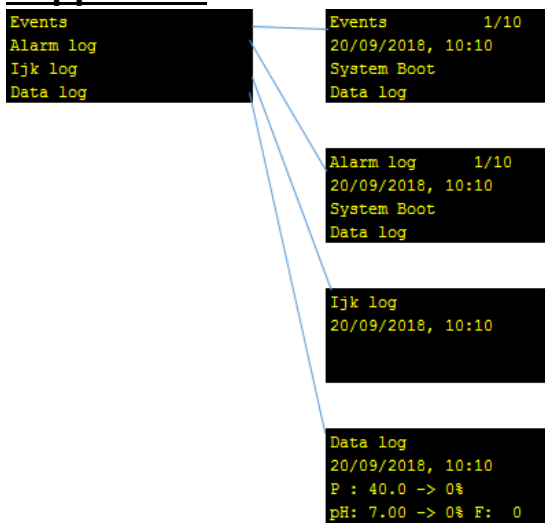 Events
Alarm log
Ijk log
Data log
Events 1/10
20/09/2018, 10:10
System Boot
Data log
Alarm log 1/10
20/09/2018, 10:10
System Boot
Data log
Ijk log
20/09/2018, 10:10
Data log
20/09/2018, 10:10
P : 40.0 -> 0%
pH: 7.00 -> 0% F: 0